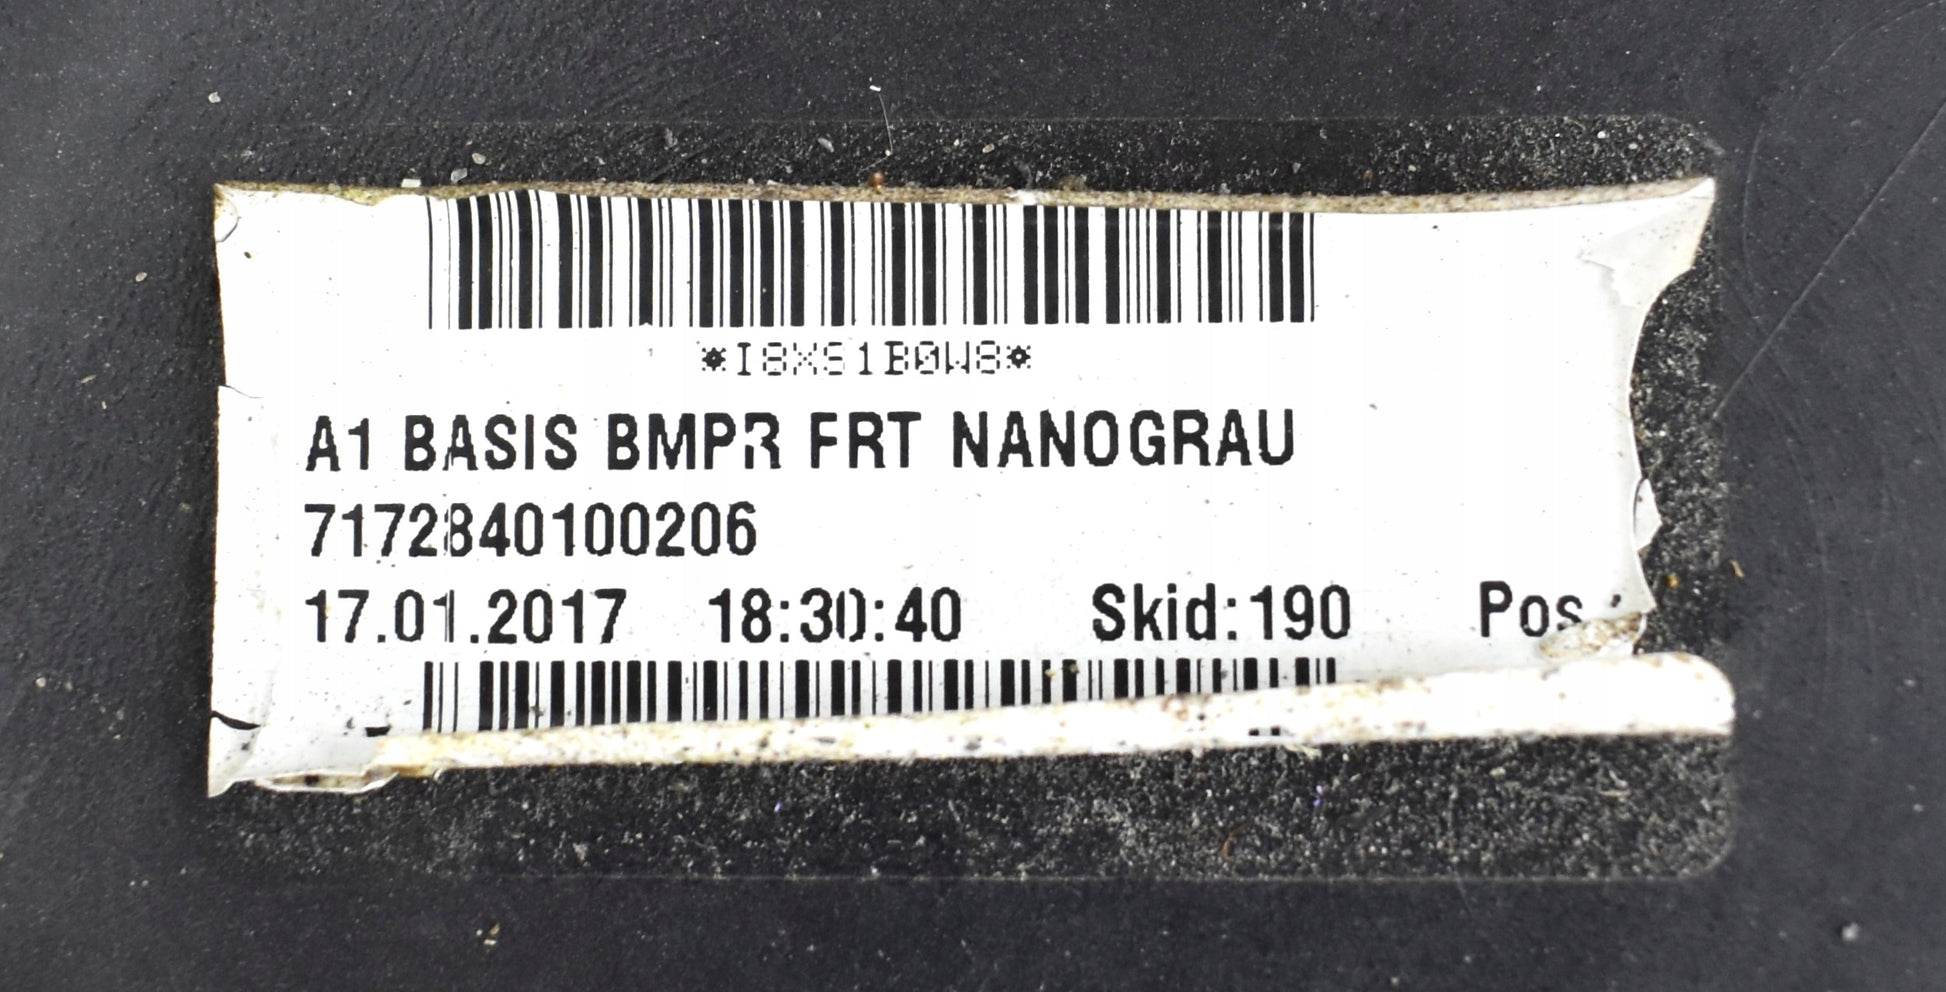 *I8XS1B0W8*
A1 BASIS BMPR FRT NANOGRAU
7172840100206
17.01.2017 18:30:40 Skid:190 Pos